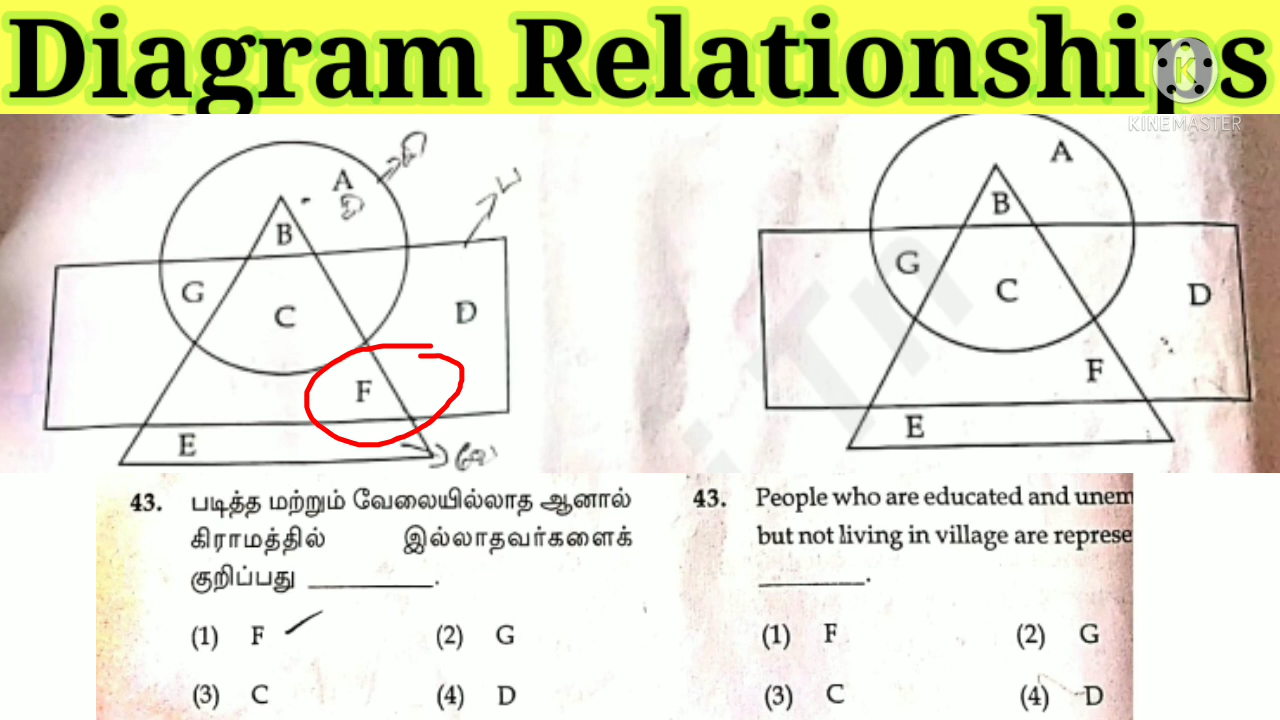 Diagram Relationships
KINEMASTER
A
B
G
C
D
F
E
A
B
G
C
D
F
E
43. படித்த மற்றும் வேலையில்லாத ஆனால்
கிராமத்தில் இல்லாதவர்களைக்
குறிப்பது ________.
(1) F (2) G
(3) C (4) D
43. People who are educated and unem
but not living in village are represe
________.
(1) F (2) G
(3) C (4) D